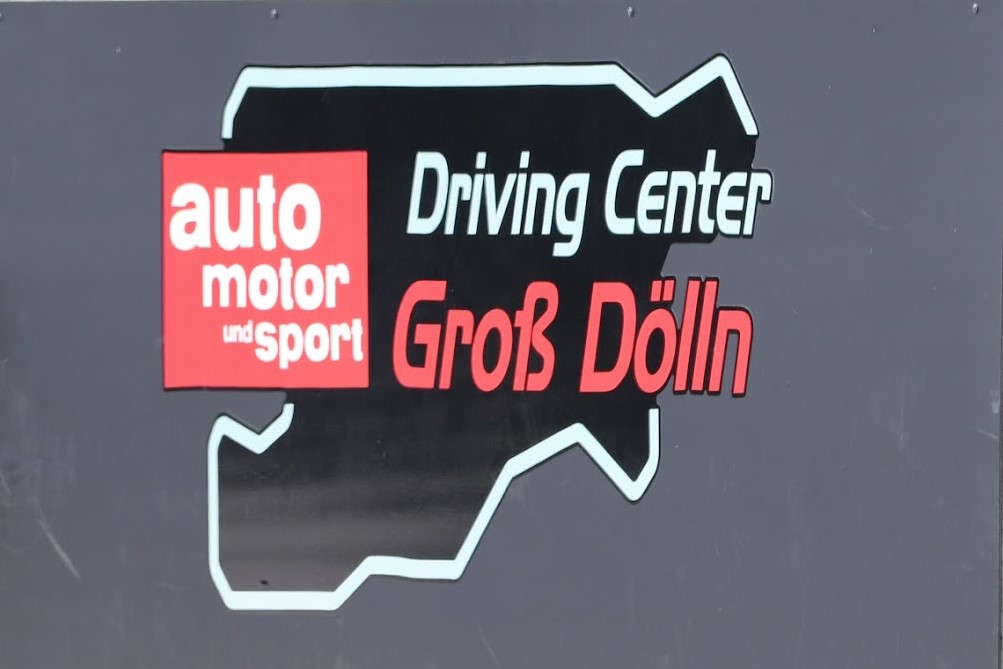 auto
motor
und sport
Driving Center
Groß Dölln